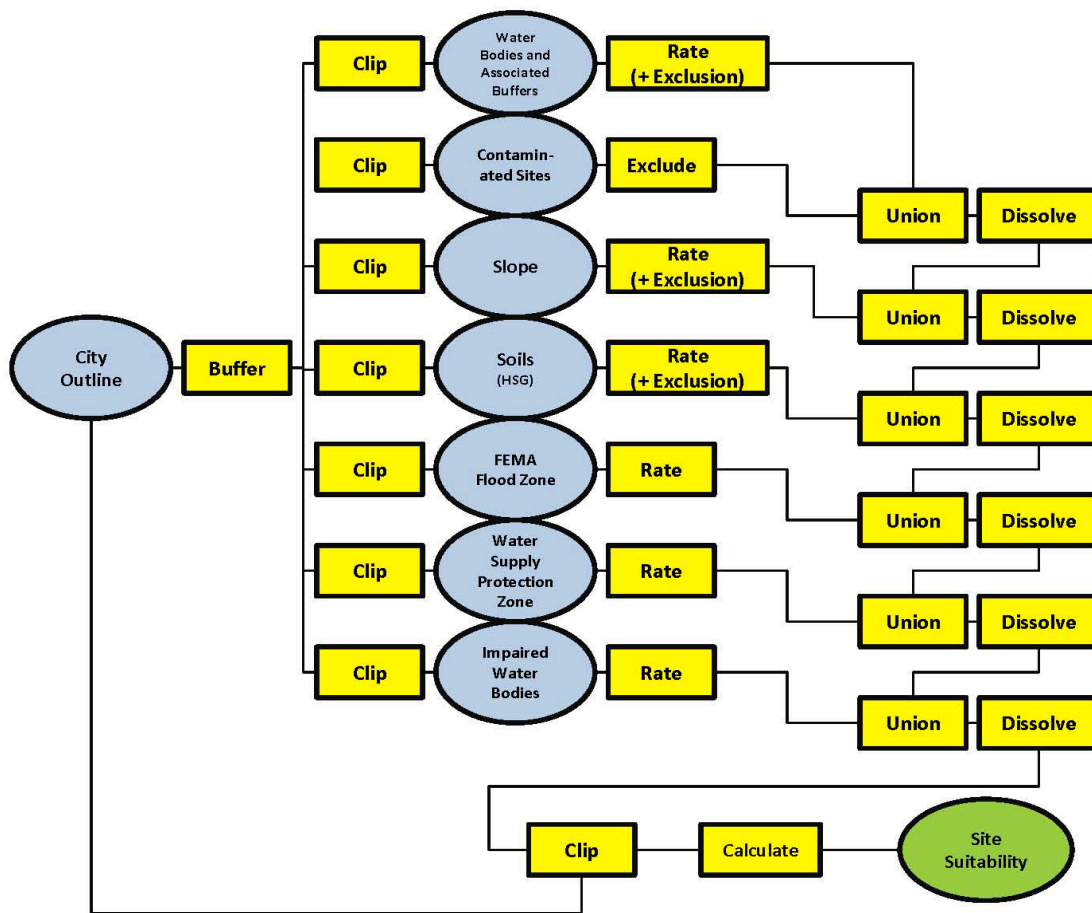 Clip
Water
Bodies and
Associated
Buffers
Rate
(+ Exclusion)
Clip
Contamin-
ated Sites
Exclude
Union
Dissolve
Clip
Slope
Rate
(+ Exclusion)
Union
Dissolve
City
Outline
Buffer
Clip
Soils
(HSG)
Rate
(+ Exclusion)
Union
Dissolve
Clip
FEMA
Flood Zone
Rate
Union
Dissolve
Clip
Water
Supply
Protection
Zone
Rate
Union
Dissolve
Clip
Impaired
Water
Bodies
Rate
Union
Dissolve
Clip
Calculate
Site
Suitability